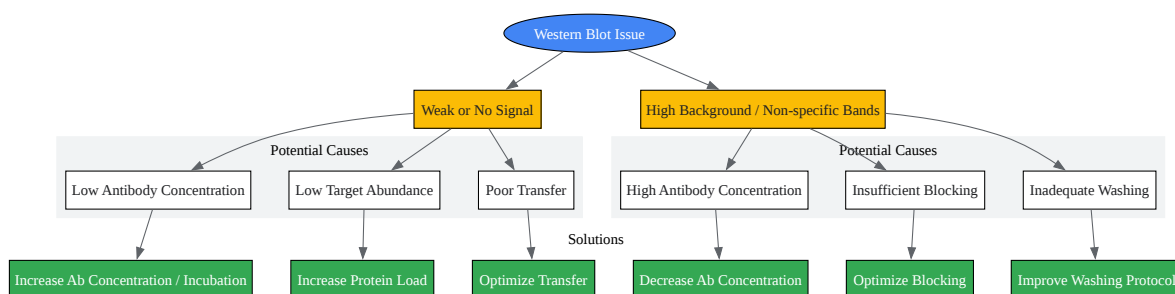 Western Blot Issue
Weak or No Signal
High Background / Non-specific Bands
Potential Causes
Potential Causes
Low Antibody Concentration
Low Target Abundance
Poor Transfer
High Antibody Concentration
Insufficient Blocking
Inadequate Washing
Solutions
Increase Ab Concentration / Incubation
Increase Protein Load
Optimize Transfer
Decrease Ab Concentration
Optimize Blocking
Improve Washing Protocol